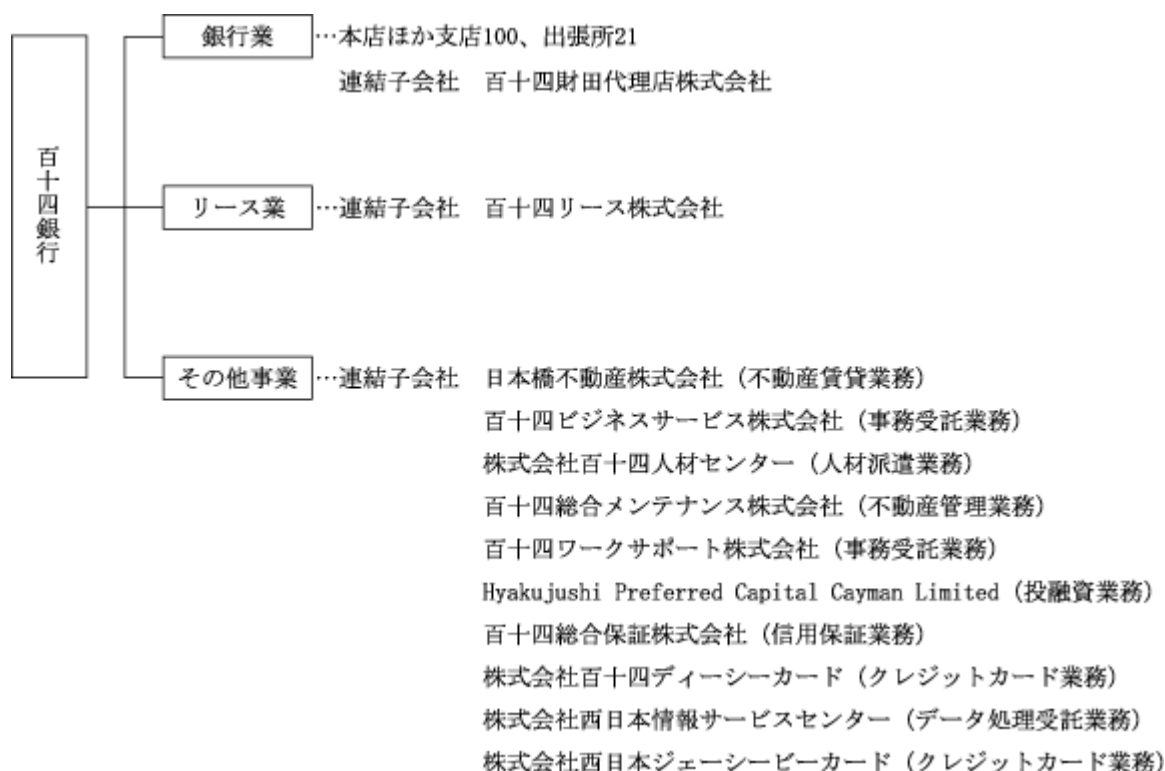 百十四銀行
銀行業 …本店ほか支店100、出張所21
連結子会社 百十四財田代理店株式会社
リース業 …連結子会社 百十四リース株式会社
その他事業 …連結子会社 日本橋不動産株式会社（不動産賃貸業務）
百十四ビジネスサービス株式会社（事務受託業務）
株式会社百十四人材センター（人材派遣業務）
百十四総合メンテナンス株式会社（不動産管理業務）
百十四ワークサポート株式会社（事務受託業務）
Hyakujushi Preferred Capital Cayman Limited（投融資業務）
百十四総合保証株式会社（信用保証業務）
株式会社百十四ディーシーカード（クレジットカード業務）
株式会社西日本情報サービスセンター（データ処理受託業務）
株式会社西日本ジェーシービーカード（クレジットカード業務）